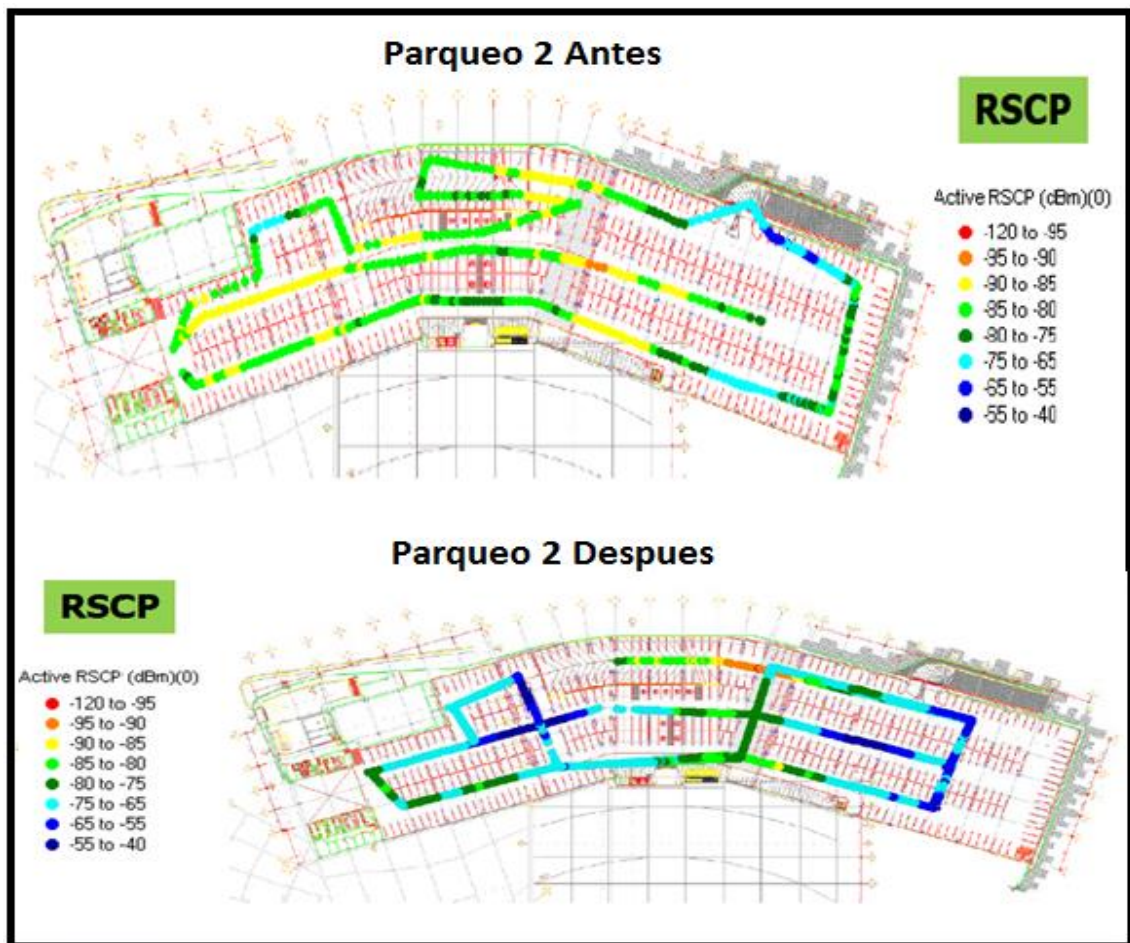 Parqueo 2 Antes
RSCP
Active RSCP (dBm)(0)
-120 to -95
-95 to -90
-90 to -85
-85 to -80
-80 to -75
-75 to -65
-65 to -55
-55 to -40
Parqueo 2 Despues
RSCP
Active RSCP (dBm)(0)
-120 to -95
-95 to -90
-90 to -85
-85 to -80
-80 to -75
-75 to -65
-65 to -55
-55 to -40